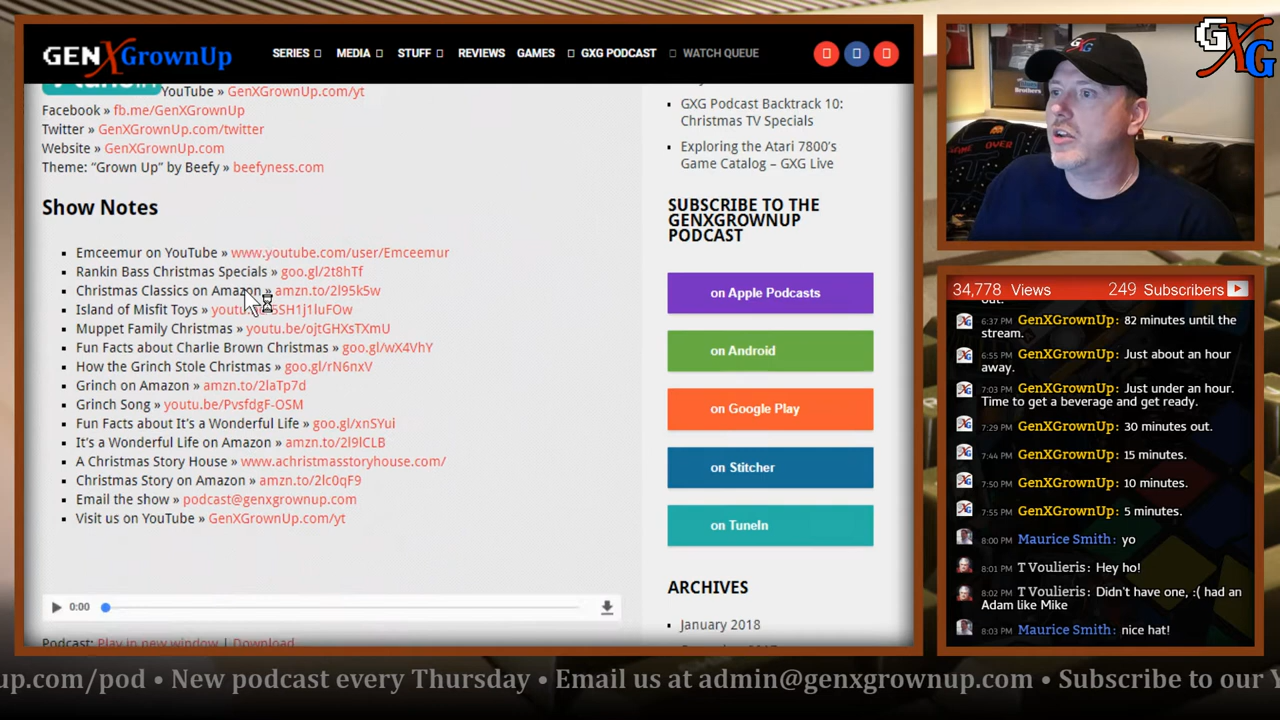 GENXGrownUp
SERIES
MEDIA
STUFF
REVIEWS
GAMES
GXG PODCAST
WATCH QUEUE
YouTube » GenXGrownUp.com/yt
Facebook » fb.me/GenXGrownUp
Twitter » GenXGrownUp.com/twitter
Website » GenXGrownUp.com
Theme: “Grown Up” by Beefy » beefyness.com
Show Notes
Emceemur on YouTube » www.youtube.com/user/Emceemur
Rankin Bass Christmas Specials » goo.gl/2t8hTf
Christmas Classics on Amazon » amzn.to/2l95k5w
Island of Misfit Toys »
Muppet Family Christmas » youtu.be/ojtGHXsTXmU
Fun Facts about Charlie Brown Christmas » goo.gl/wX4VhY
How the Grinch Stole Christmas » goo.gl/rN6nxV
Grinch on Amazon » amzn.to/2laTp7d
Grinch Song » youtu.be/PvsfdgF-OSM
Fun Facts about It’s a Wonderful Life » goo.gl/xnSYui
It’s a Wonderful Life on Amazon » amzn.to/2l9lCLB
A Christmas Story House » www.achristmasstoryhouse.com/
Christmas Story on Amazon » amzn.to/2lc0qF9
Email the show » podcast@genxgrownup.com
Visit us on YouTube » GenXGrownUp.com/yt
0:00
Podcast: Play in new window | Download
GXG Podcast Backtrack 10:
Christmas TV Specials
Exploring the Atari 7800’s
Game Catalog – GXG Live
SUBSCRIBE TO THE
GENXGROWNUP
PODCAST
on Apple Podcasts
on Android
on Google Play
on Stitcher
on TuneIn
ARCHIVES
January 2018
GXG
GAME OVER
Brothers
34,778 Views 249 Subscribers
out.
6:37 PM GenXGrownUp: 82 minutes until the
stream.
6:55 PM GenXGrownUp: Just about an hour
away.
7:03 PM GenXGrownUp: Just under an hour.
Time to get a beverage and get ready.
7:29 PM GenXGrownUp: 30 minutes out.
7:44 PM GenXGrownUp: 15 minutes.
7:50 PM GenXGrownUp: 10 minutes.
7:55 PM GenXGrownUp: 5 minutes.
8:00 PM Maurice Smith: yo
8:01 PM T Voulieris: Hey ho!
8:02 PM T Voulieris: Didn't have one, :( had an
Adam like Mike
8:03 PM Maurice Smith: nice hat!
up.com/pod • New podcast every Thursday • Email us at admin@genxgrownup.com • Subscribe to our Y